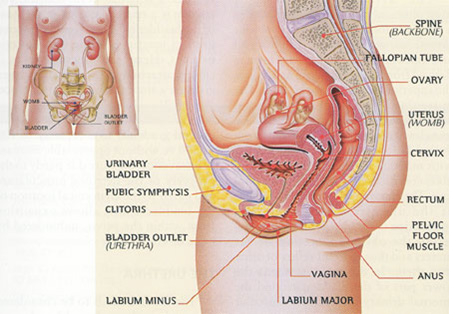 KIDNEY
WOMB
BLADDER
BLADDER
OUTLET
SPINE
(BACKBONE)
FALLOPIAN TUBE
OVARY
UTERUS
(WOMB)
CERVIX
RECTUM
PELVIC
FLOOR
MUSCLE
ANUS
URINARY
BLADDER
PUBIC SYMPHYSIS
CLITORIS
BLADDER OUTLET
(URETHRA)
LABIUM MINUS
VAGINA
LABIUM MAJOR